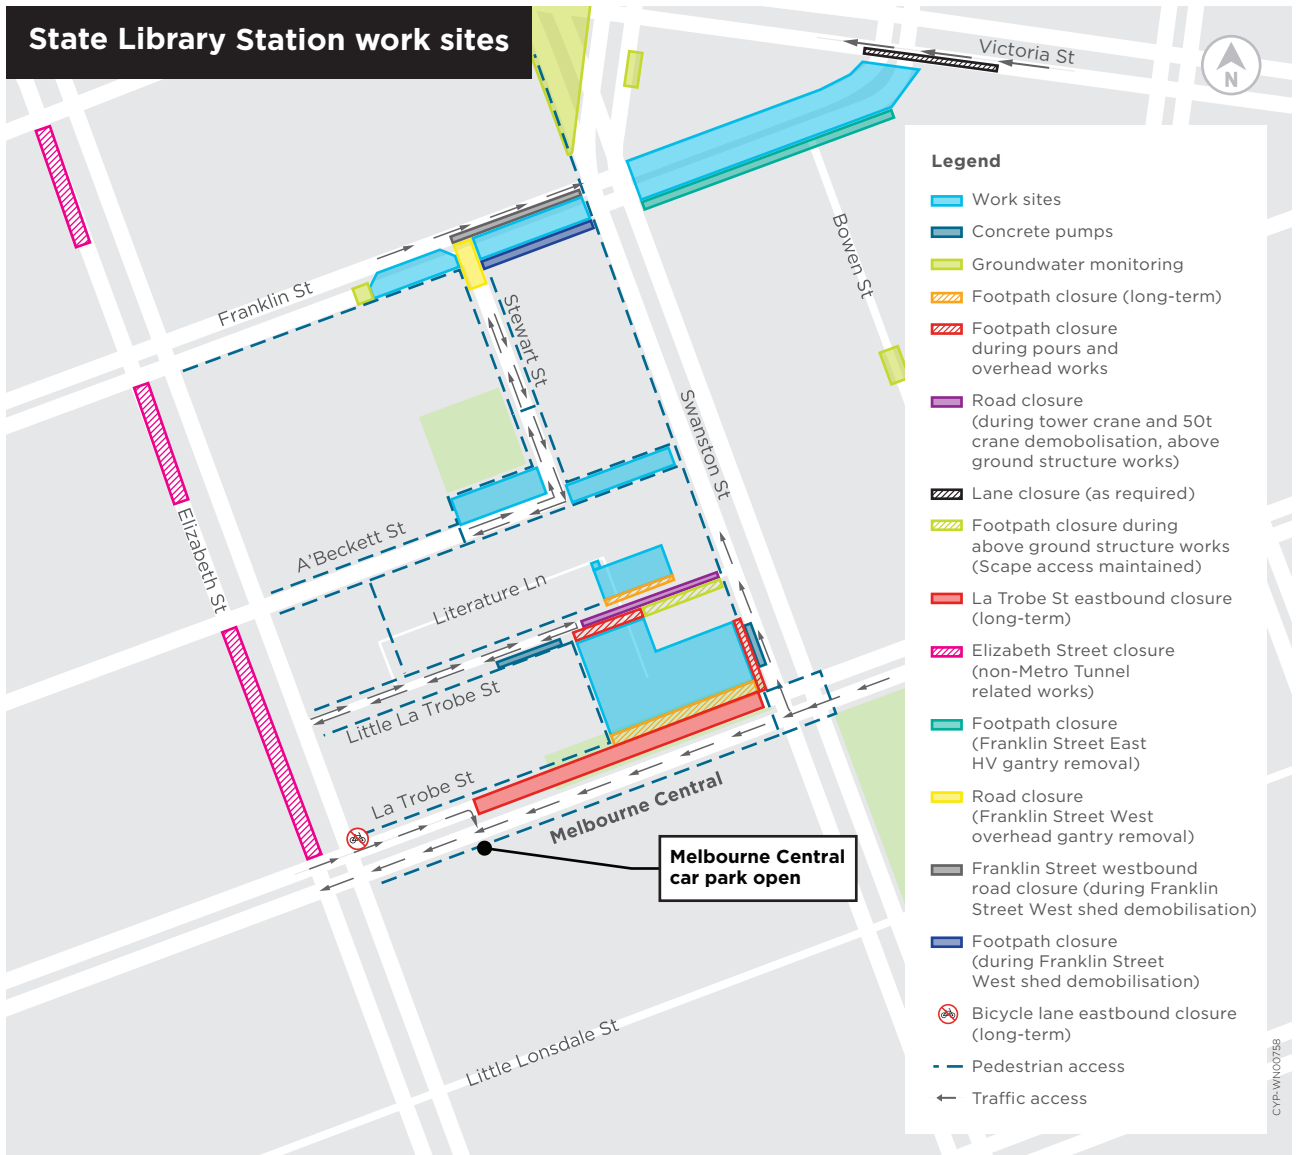 State Library Station work sites
Victoria St
N
Bowen St
Franklin St
Stewart St
Swanston St
Elizabeth St
A'Beckett St
Literature Ln
Little La Trobe St
La Trobe St
Melbourne Central
Melbourne Central
car park open
Little Lonsdale St
Legend
Work sites
Concrete pumps
Groundwater monitoring
Footpath closure (long-term)
Footpath closure
during pours and
overhead works
Road closure
(during tower crane and 50t
crane demobolisation, above
ground structure works)
Lane closure (as required)
Footpath closure during
above ground structure works
(Scape access maintained)
La Trobe St eastbound closure
(long-term)
Elizabeth Street closure
(non-Metro Tunnel
related works)
Footpath closure
(Franklin Street East
HV gantry removal)
Road closure
(Franklin Street West
overhead gantry removal)
Franklin Street westbound
road closure (during Franklin
Street West shed demobilisation)
Footpath closure
(during Franklin Street
West shed demobilisation)
Bicycle lane eastbound closure
(long-term)
Pedestrian access
Traffic access
CYP-WN00758